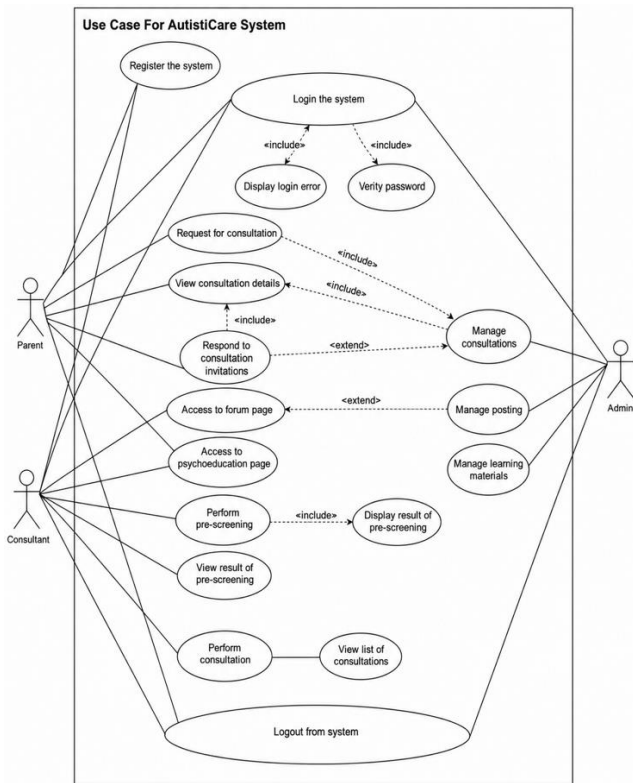 Use Case For AutistiCare System
Register the system
Login the system
<include>
<include>
Display login error
Verity password
Request for consultation
<include>
View consultation details
<include>
<include>
Parent
Respond to
consultation
invitations
<extend>
Manage
consultations
Admin
Access to forum page
<extend>
Manage posting
Access to
psychoeducation page
Manage learning
materials
Consultant
Perform
pre-screening
<include>
Display result of
pre-screening
View result of
pre-screening
Perform
consultation
View list of
consultations
Logout from system